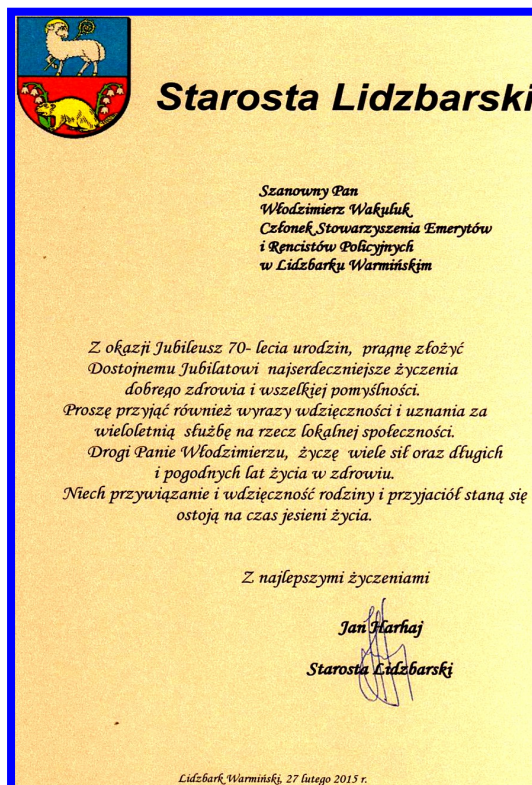 Starosta Lidzbarski
Szanowny Pan
Włodzimierz Wakuluk
Członek Stowarzyszenia Emerytów
i Rencistów Policyjnych
w Lidzbarku Warmińskim
Z okazji Jubileusz 70- lecia urodzin, pragnę złożyć
Dostojnemu Jubilatowi najserdeczniejsze życzenia
dobrego zdrowia i wszelkiej pomyślności.
Proszę przyjąć również wyrazy wdzięczności i uznania za
wieloletnią służbę na rzecz lokalnej społeczności.
Drogi Panie Włodzimierzu, życzę wiele sił oraz długich
i pogodnych lat życia w zdrowiu.
Niech przywiązanie i wdzięczność rodziny i przyjaciół staną się
ostoją na czas jesieni życia.
Z najlepszymi życzeniami
Jan Harhaj
Starosta Lidzbarski
Lidzbark Warmiński, 27 lutego 2015 r.